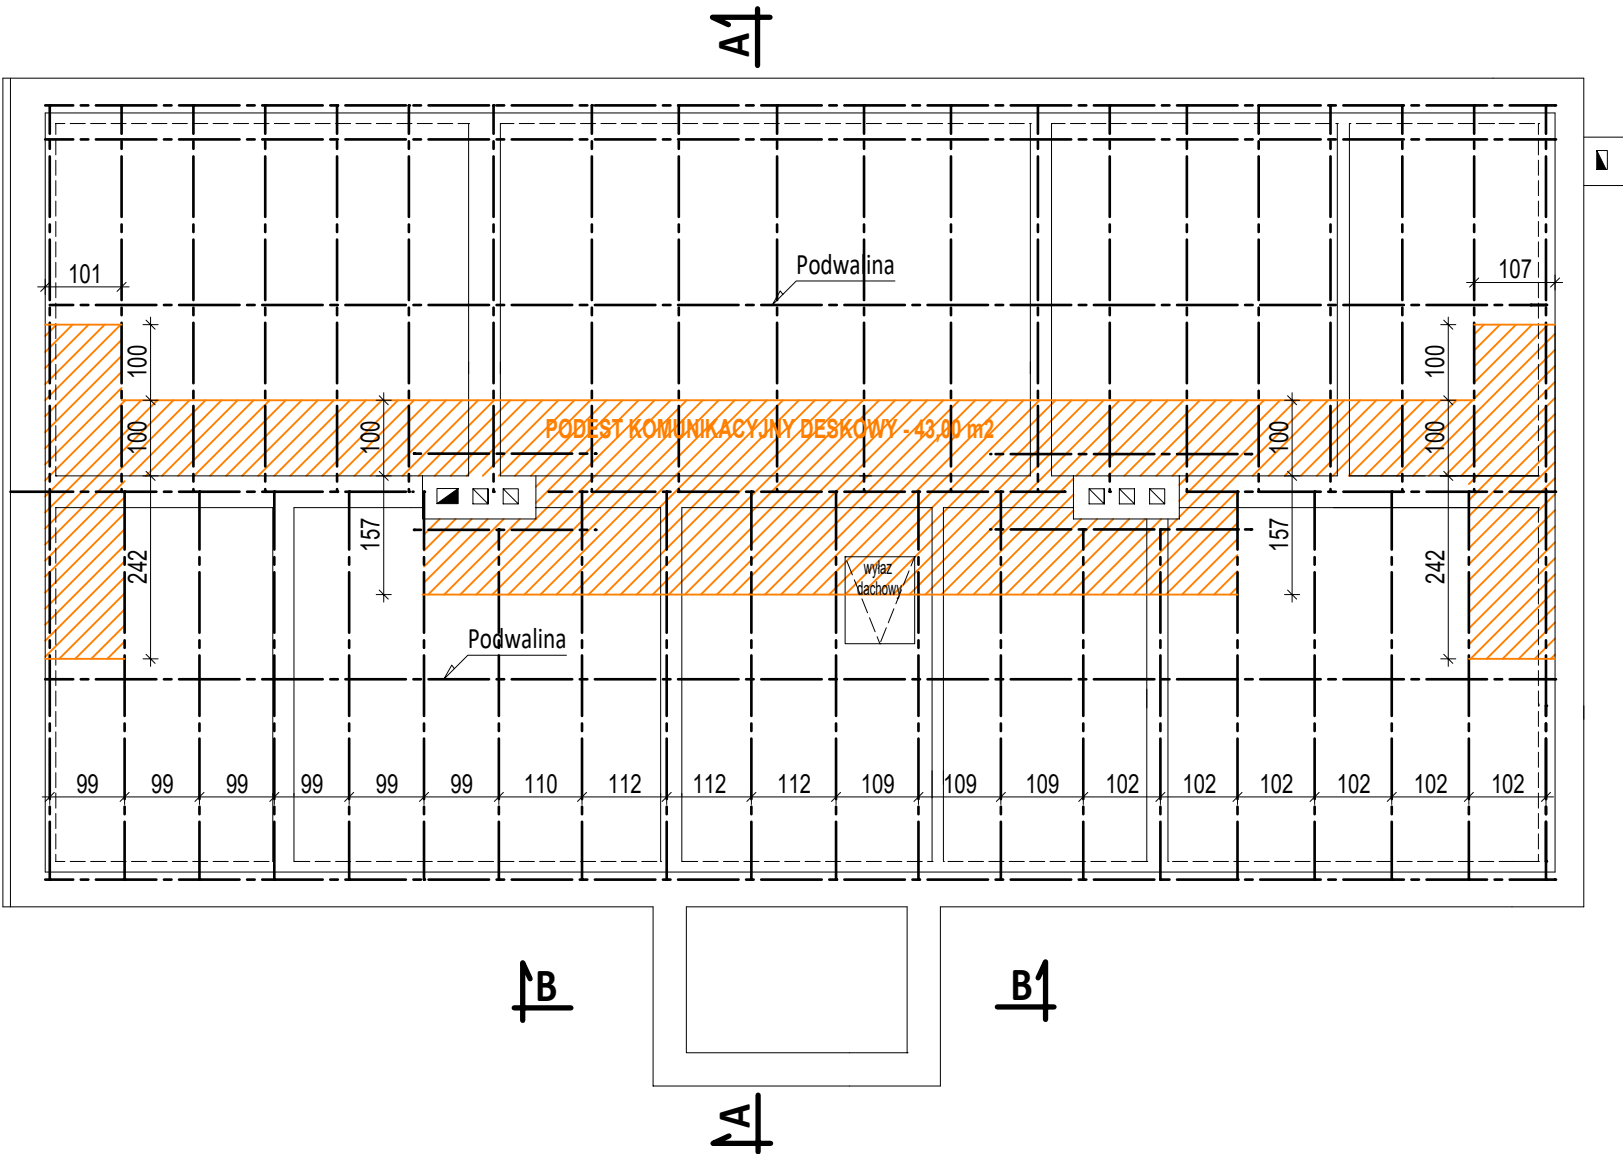 A
Podwalina
101
107
100
100
100
100
100
100
PODEST KOMUNIKACYJNY DESKOWY - 43,00 m2
157
157
242
242
wyłaz
dachowy
Podwalina
99 99 99 99 99 99 110 112 112 112 109 109 109 102 102 102 102 102 102
B
B
A